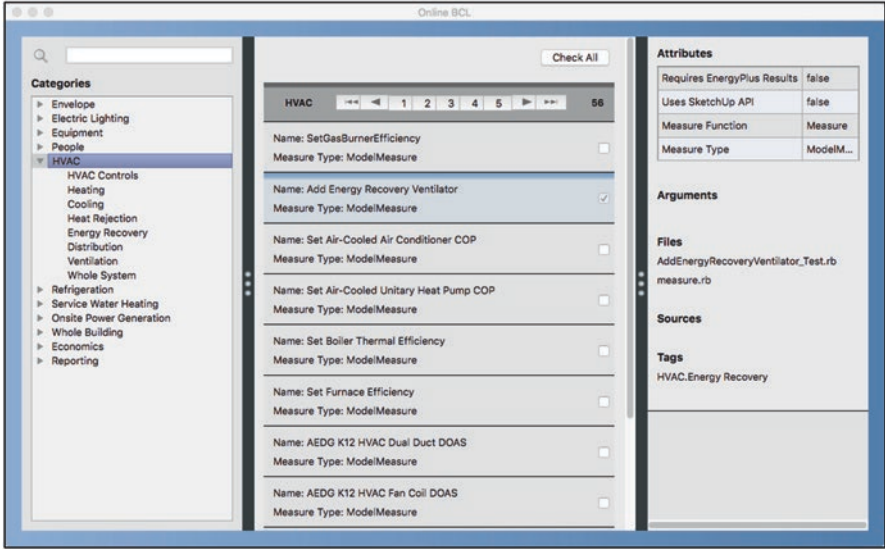 Online BCL
Categories
Envelope
Electric Lighting
Equipment
People
HVAC
HVAC Controls
Heating
Cooling
Heat Rejection
Energy Recovery
Distribution
Ventilation
Whole System
Refrigeration
Service Water Heating
Onsite Power Generation
Whole Building
Economics
Reporting
Check All
HVAC 1 2 3 4 5 56
Name: SetGasBurnerEfficiency
Measure Type: ModelMeasure
Name: Add Energy Recovery Ventilator
Measure Type: ModelMeasure
Name: Set Air-Cooled Air Conditioner COP
Measure Type: ModelMeasure
Name: Set Air-Cooled Unitary Heat Pump COP
Measure Type: ModelMeasure
Name: Set Boiler Thermal Efficiency
Measure Type: ModelMeasure
Name: Set Furnace Efficiency
Measure Type: ModelMeasure
Name: AEDG K12 HVAC Dual Duct DOAS
Measure Type: ModelMeasure
Name: AEDG K12 HVAC Fan Coil DOAS
Measure Type: ModelMeasure
Attributes
Requires EnergyPlus Results false
Uses SketchUp API false
Measure Function Measure
Measure Type ModelM...
Arguments
Files
AddEnergyRecoveryVentilator_Test.rb
measure.rb
Sources
Tags
HVAC.Energy Recovery